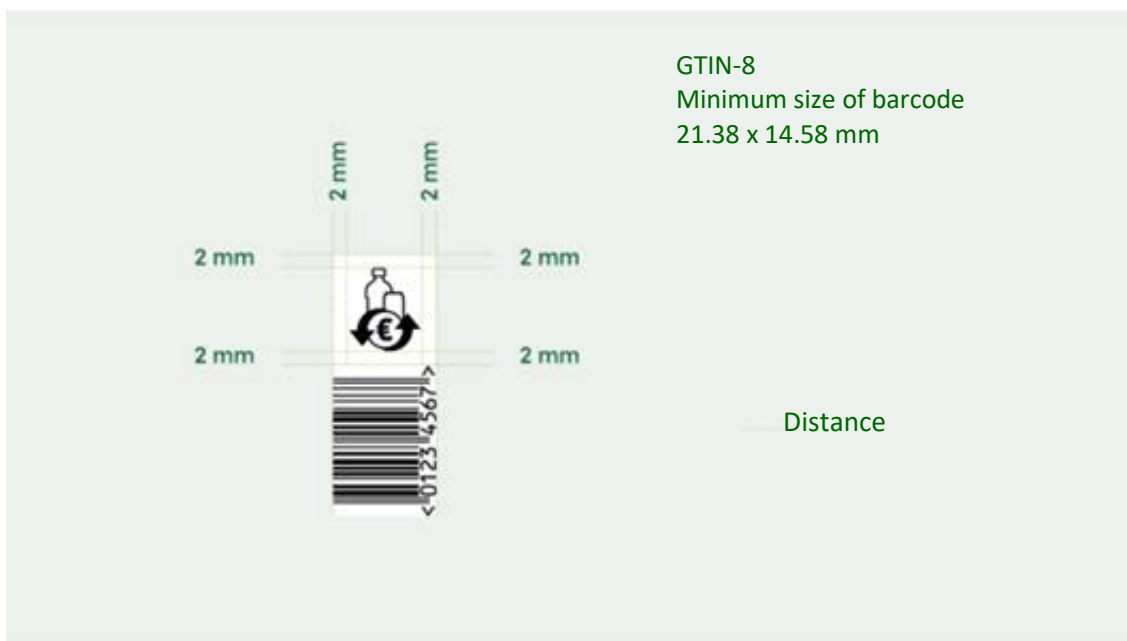 GTIN-8
Minimum size of barcode
21.38 x 14.58 mm
2 mm
2 mm
2 mm
2 mm
€
2 mm
2 mm
<0123 4567>
Distance